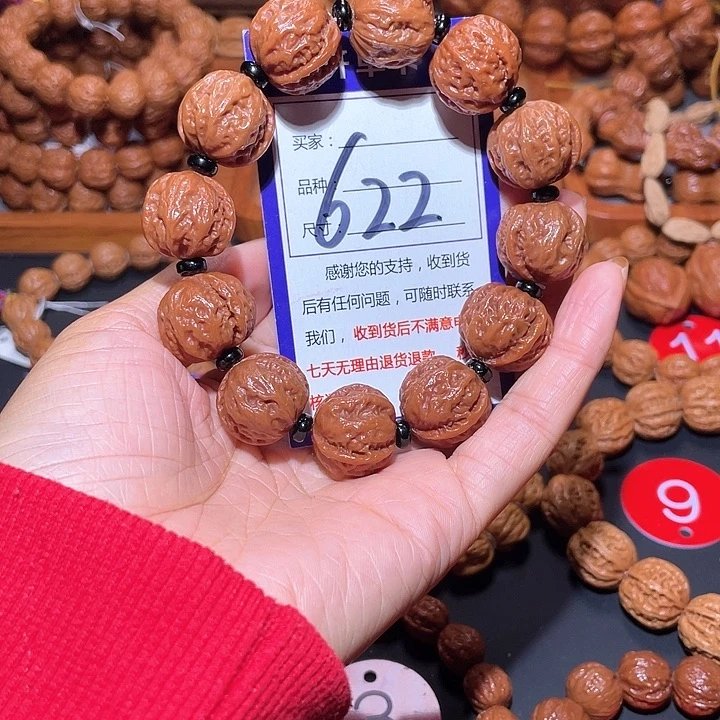 买家：
品种：
尺寸：
622
感谢您的支持，收到货
后有任何问题，可随时联系
我们，收到货后不满意
七天无理由退货退款
11
9
3